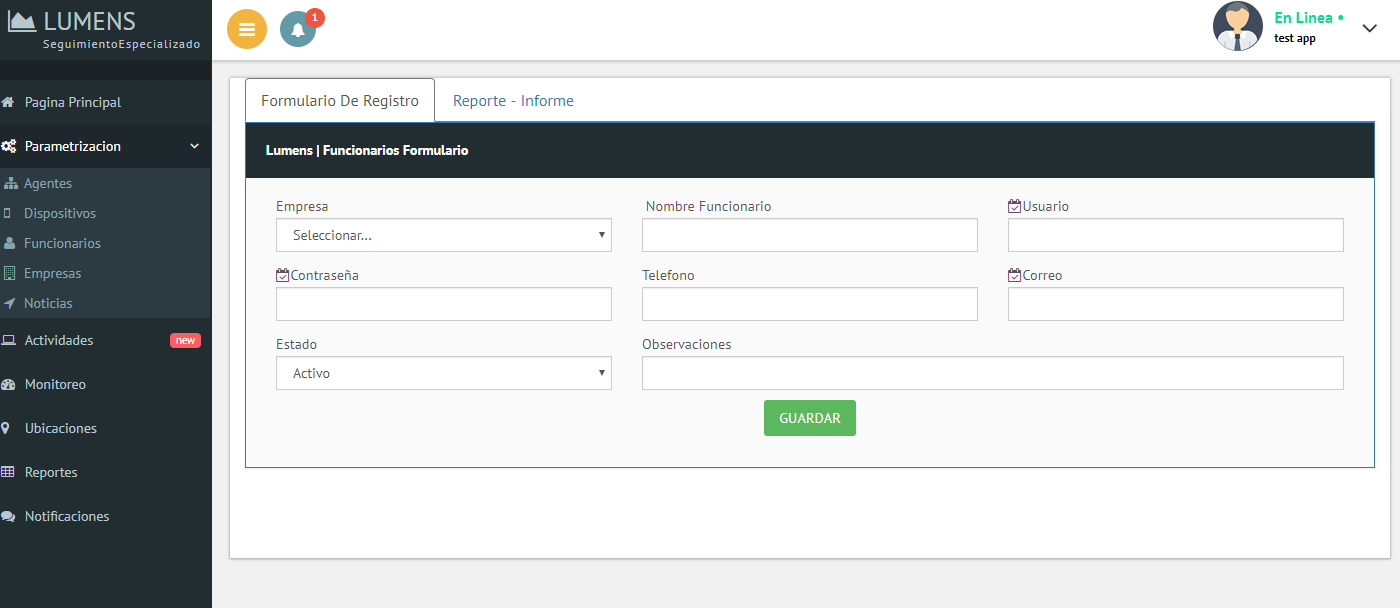 LUMENS
SeguimientoEspecializado
1
En Linea
test app
Pagina Principal
Parametrizacion
Agentes
Dispositivos
Funcionarios
Empresas
Noticias
Actividades new
Monitoreo
Ubicaciones
Reportes
Notificaciones
Formulario De Registro Reporte - Informe
Lumens | Funcionarios Formulario
Empresa Nombre Funcionario Usuario
Seleccionar...
Contraseña Telefono Correo
Estado Observaciones
Activo
GUARDAR